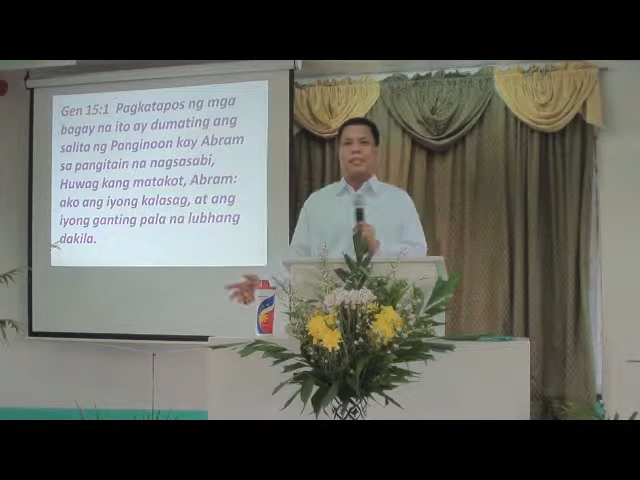 Gen 15:1 Pagkatapos ng mga
bagay na ito ay dumating ang
salita ng Panginoon kay Abram
sa pangitain na nagsasabi,
Huwag kang matakot, Abram:
ako ang iyong kalasag, at ang
iyong ganting pala na lubhang
dakila.